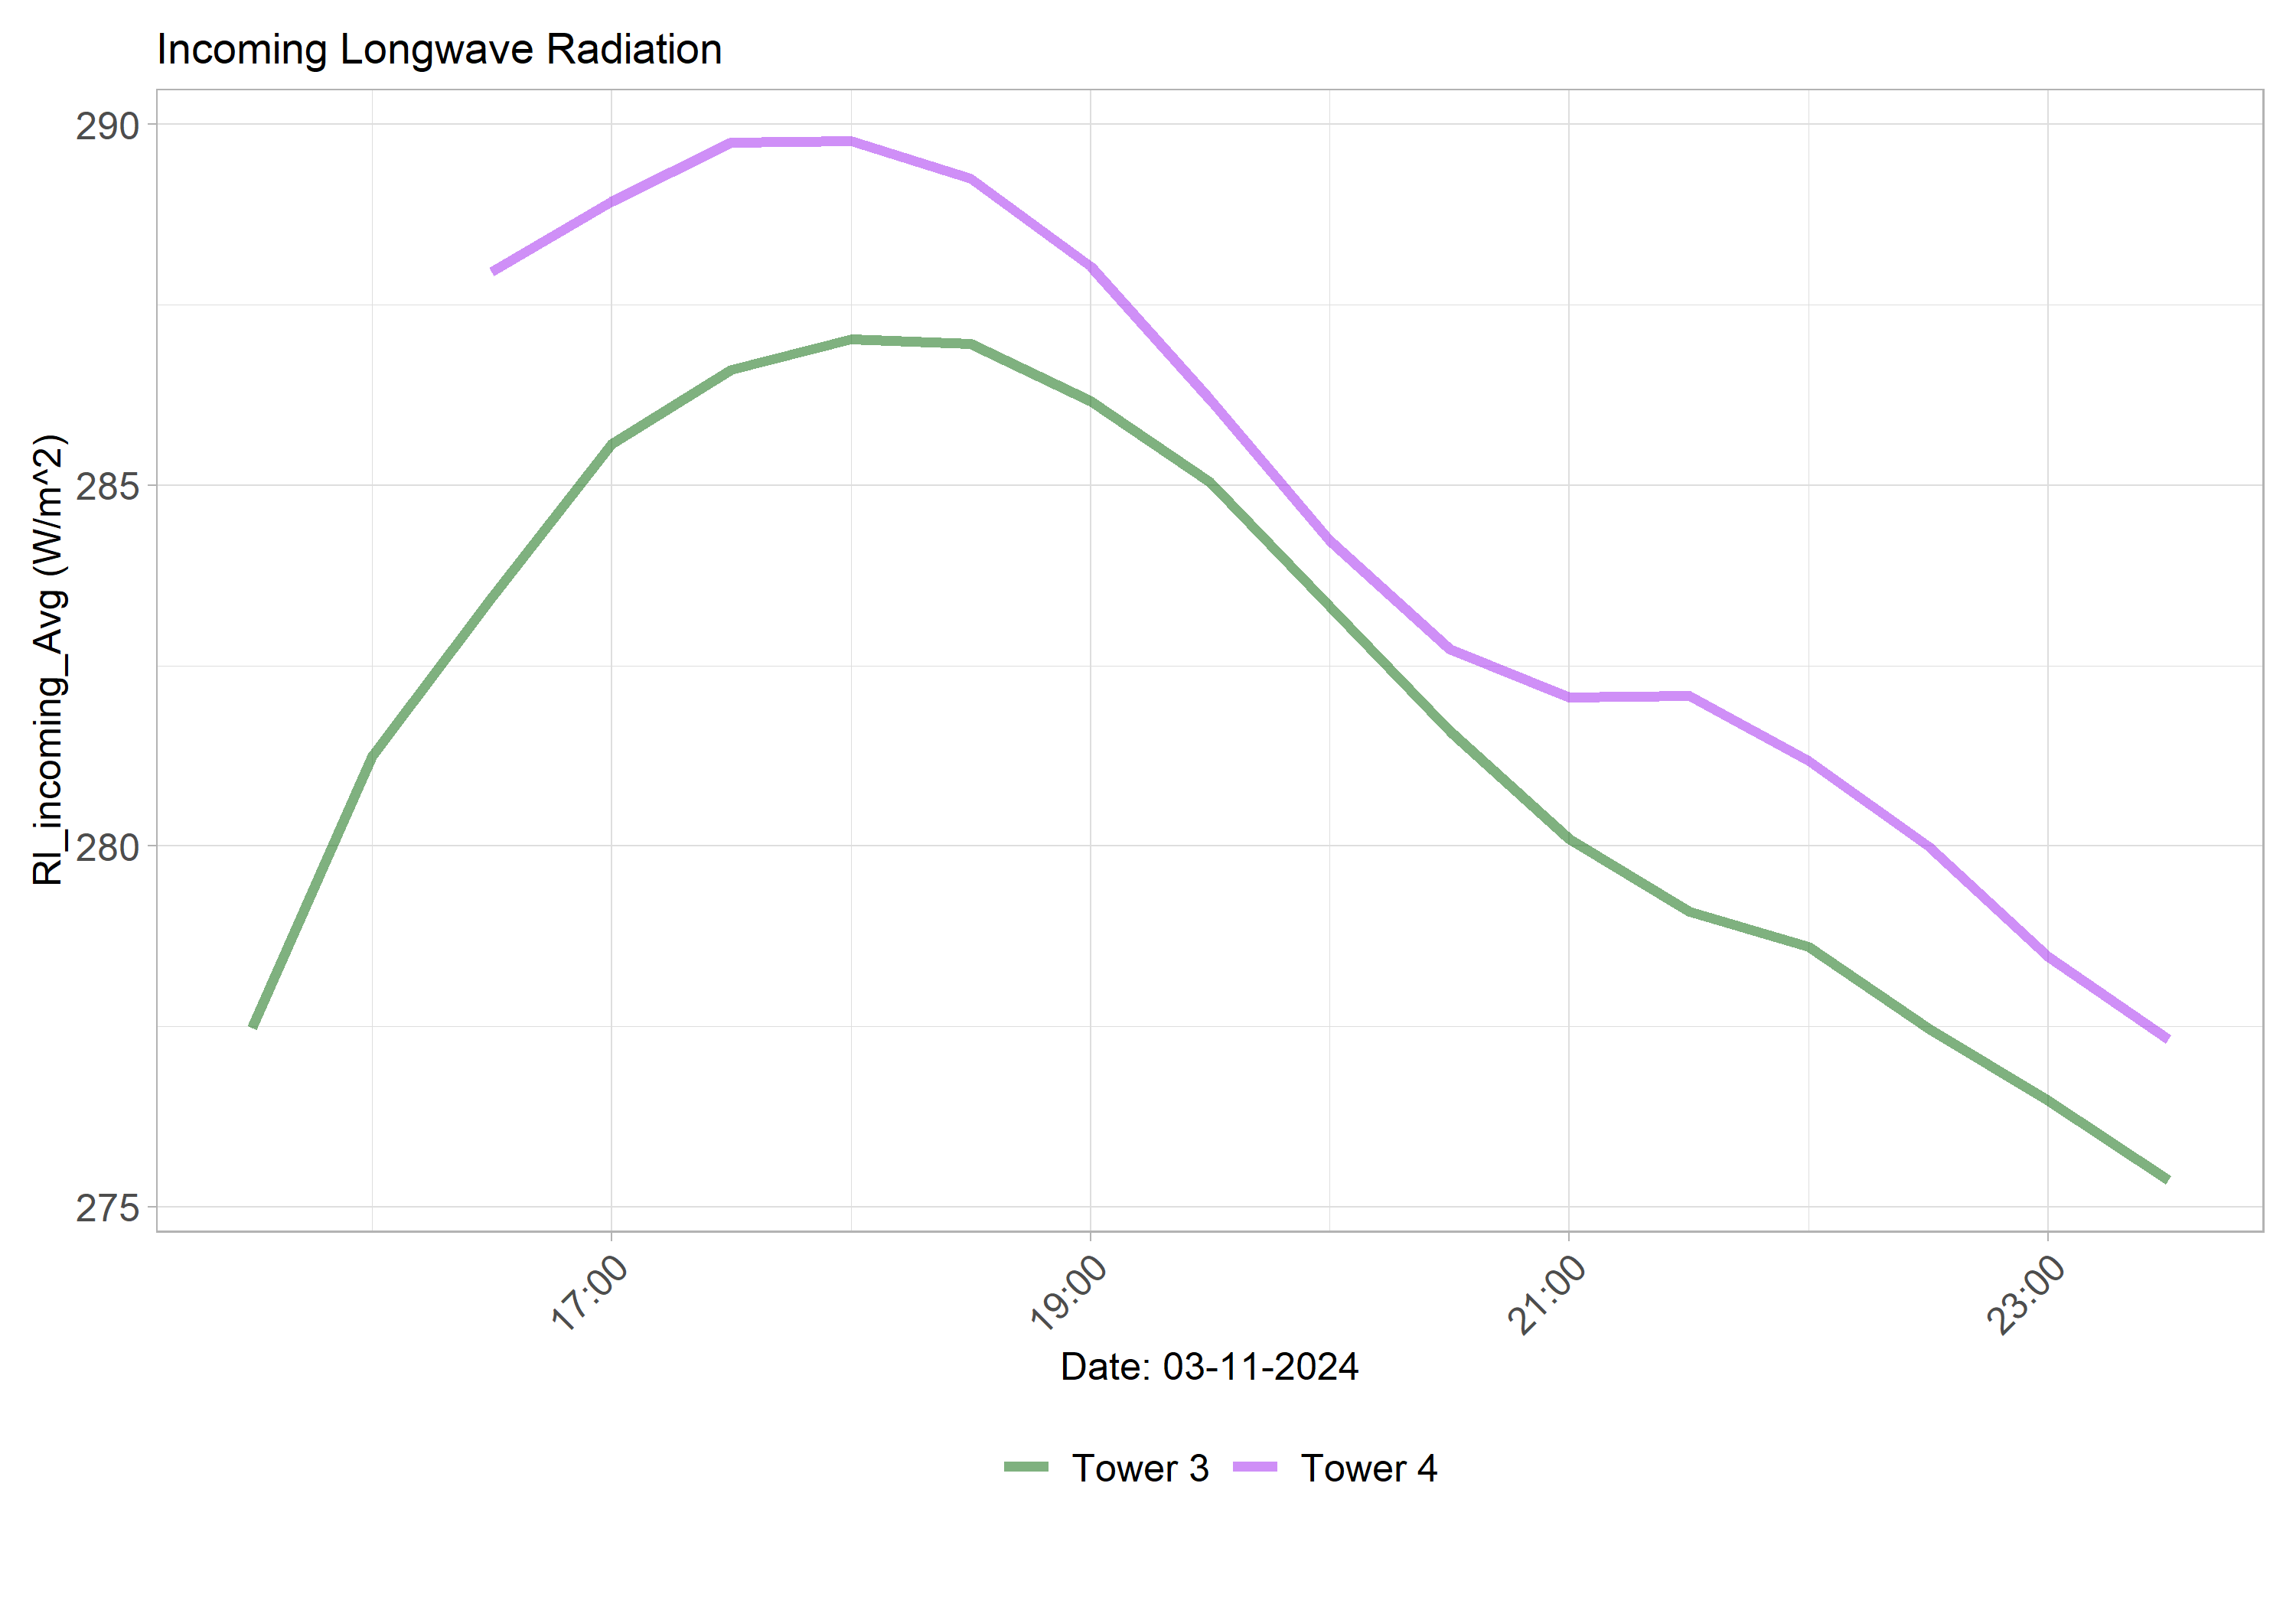 Incoming Longwave Radiation
Rl_incoming_Avg (W/m^2)
290
285
280
275
17:00
19:00
21:00
23:00
Date: 03-11-2024
Tower 3
Tower 4